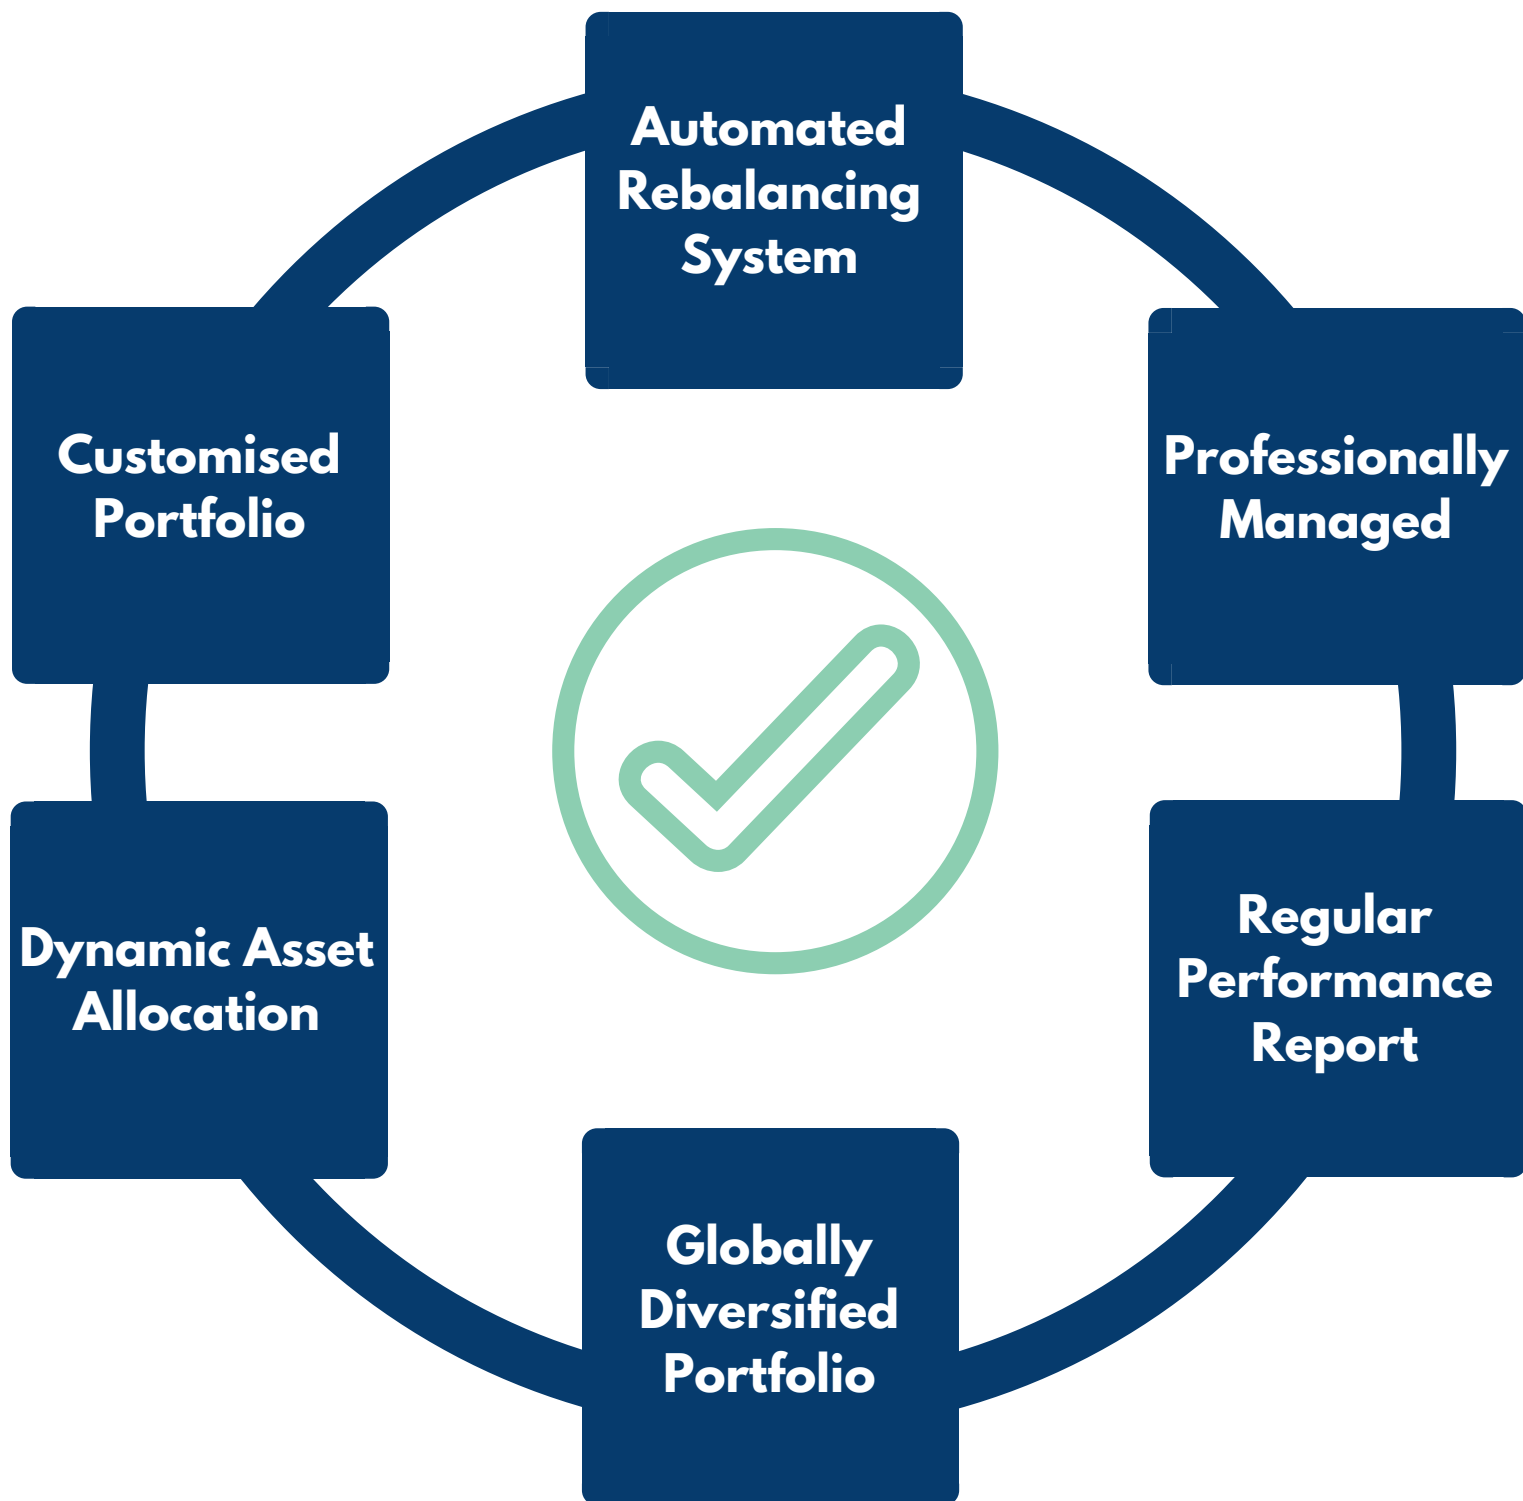 Automated
Rebalancing
System
Customised
Portfolio
Professionally
Managed
Dynamic Asset
Allocation
Regular
Performance
Report
Globally
Diversified
Portfolio